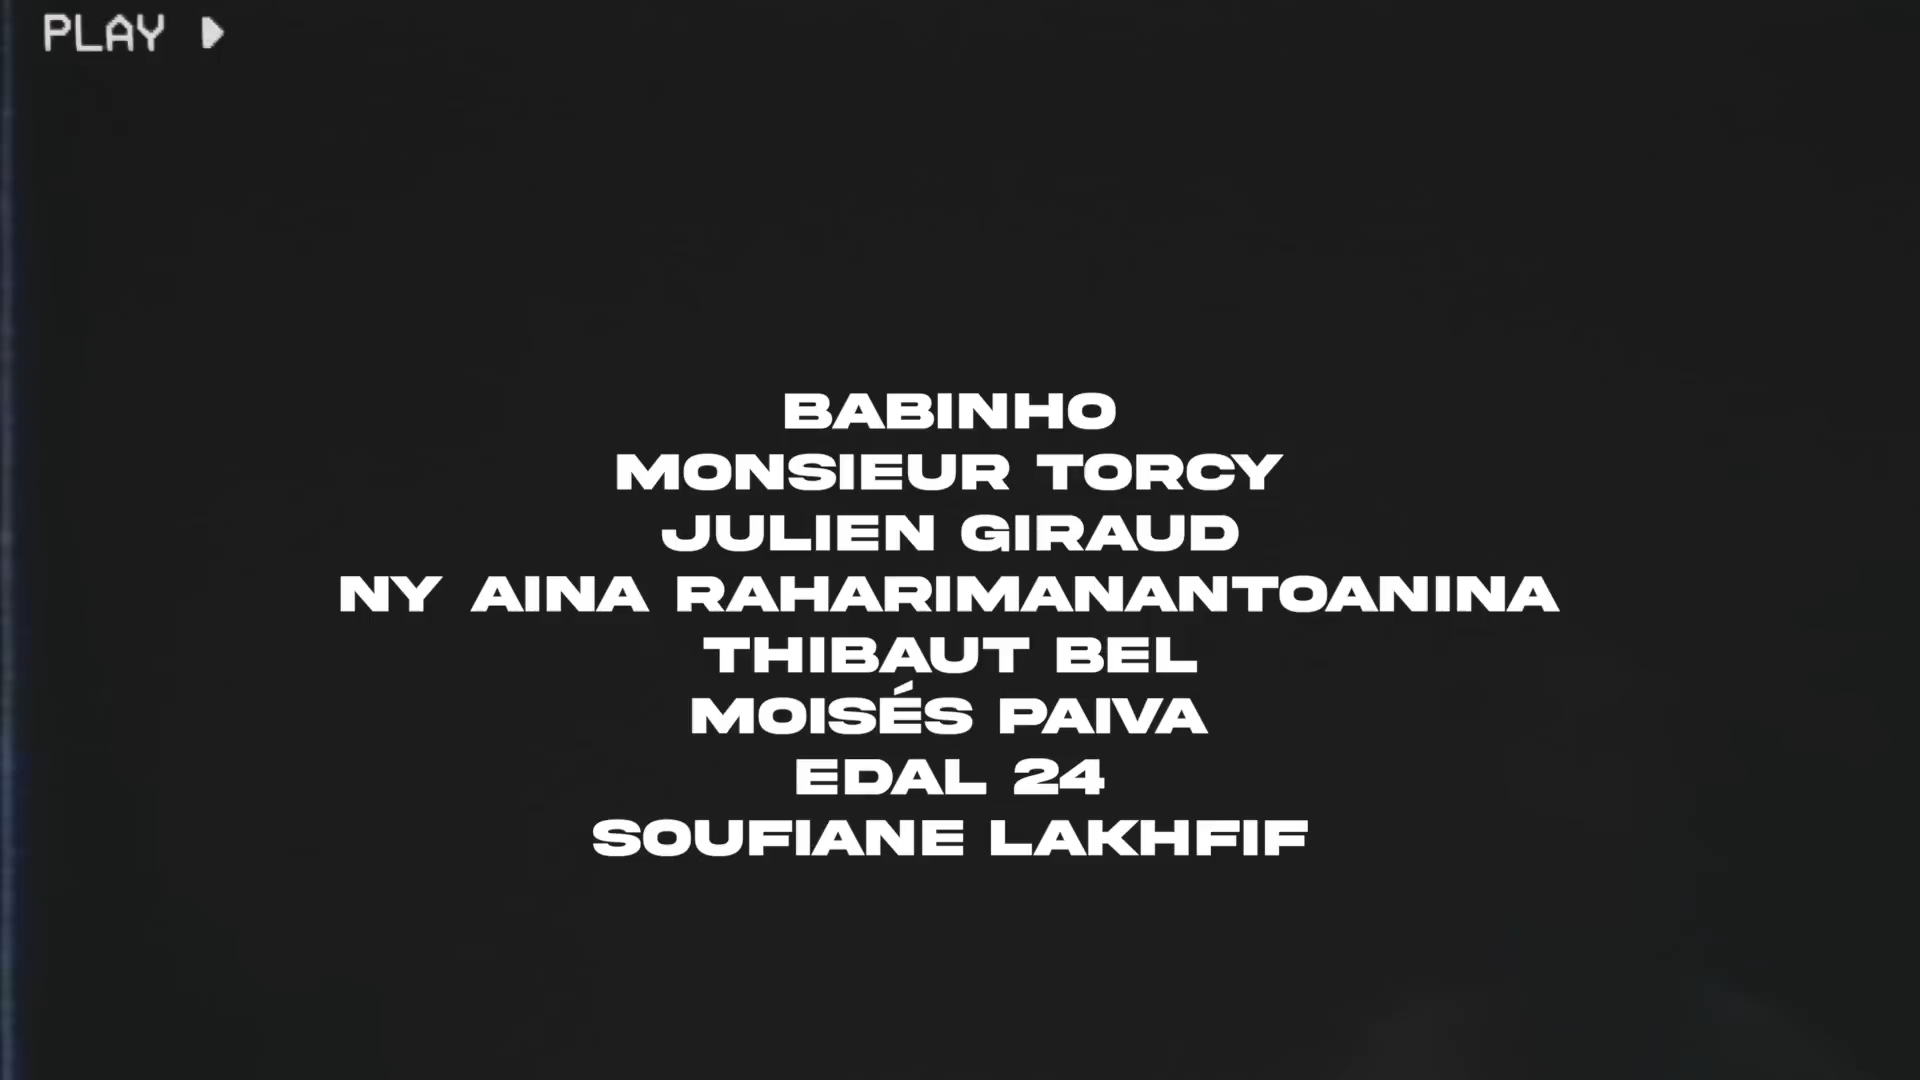 PLAY
BABINHO
MONSIEUR TORCY
JULIEN GIRAUD
NY AINA RAHARIMANANTOANINA
THIBAUT BEL
MOISÉS PAIVA
EDAL 24
SOUFIANE LAKHFIF